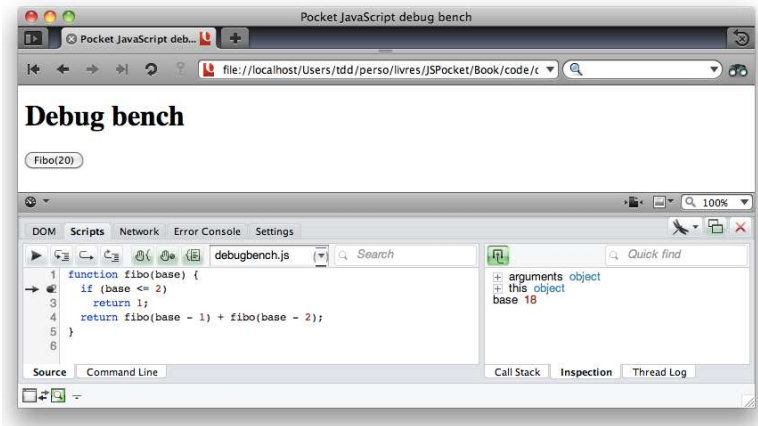 Pocket JavaScript debug bench
Pocket JavaScript deb...
file://localhost/Users/tdd/perso/livres/JSPocket/Book/code/c
Debug bench
Fibo(20)
100%
DOM Scripts Network Error Console Settings
debugbench.js Search Quick find
1 function fibo(base) {
if (base <= 2)
3 return 1;
4 return fibo(base - 1) + fibo(base - 2);
5 }
6
arguments object
this object
base 18
Source Command Line
Call Stack Inspection Thread Log